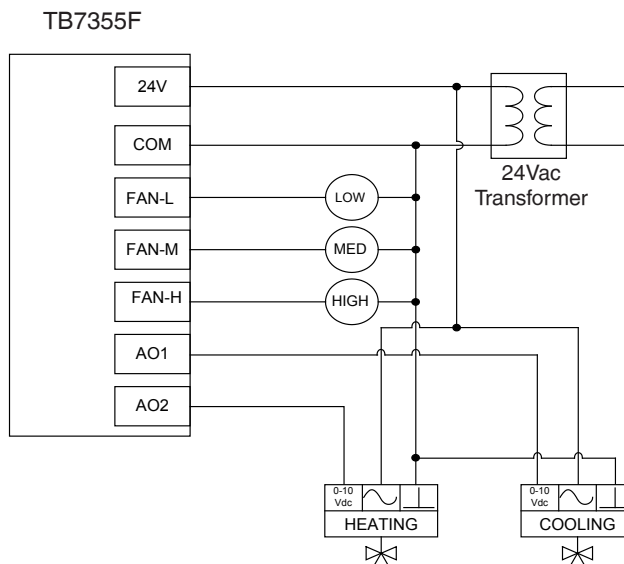 TB7355F
24V
COM
FAN-L
FAN-M
FAN-H
AO1
AO2
LOW
MED
HIGH
24Vac
Transformer
0-10
Vdc
HEATING
0-10
Vdc
COOLING